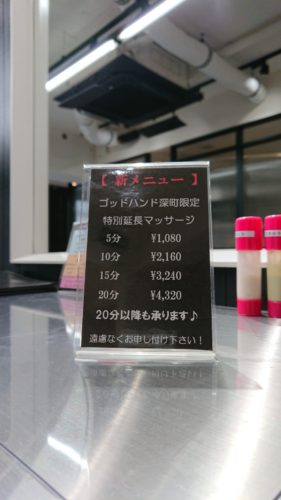 【 新メニュー 】
ゴッドハンド深町限定
特別延長マッサージ
5分 ¥1,080
10分 ¥2,160
15分 ¥3,240
20分 ¥4,320
20分以降も承ります♪
遠慮なくお申し付け下さい！